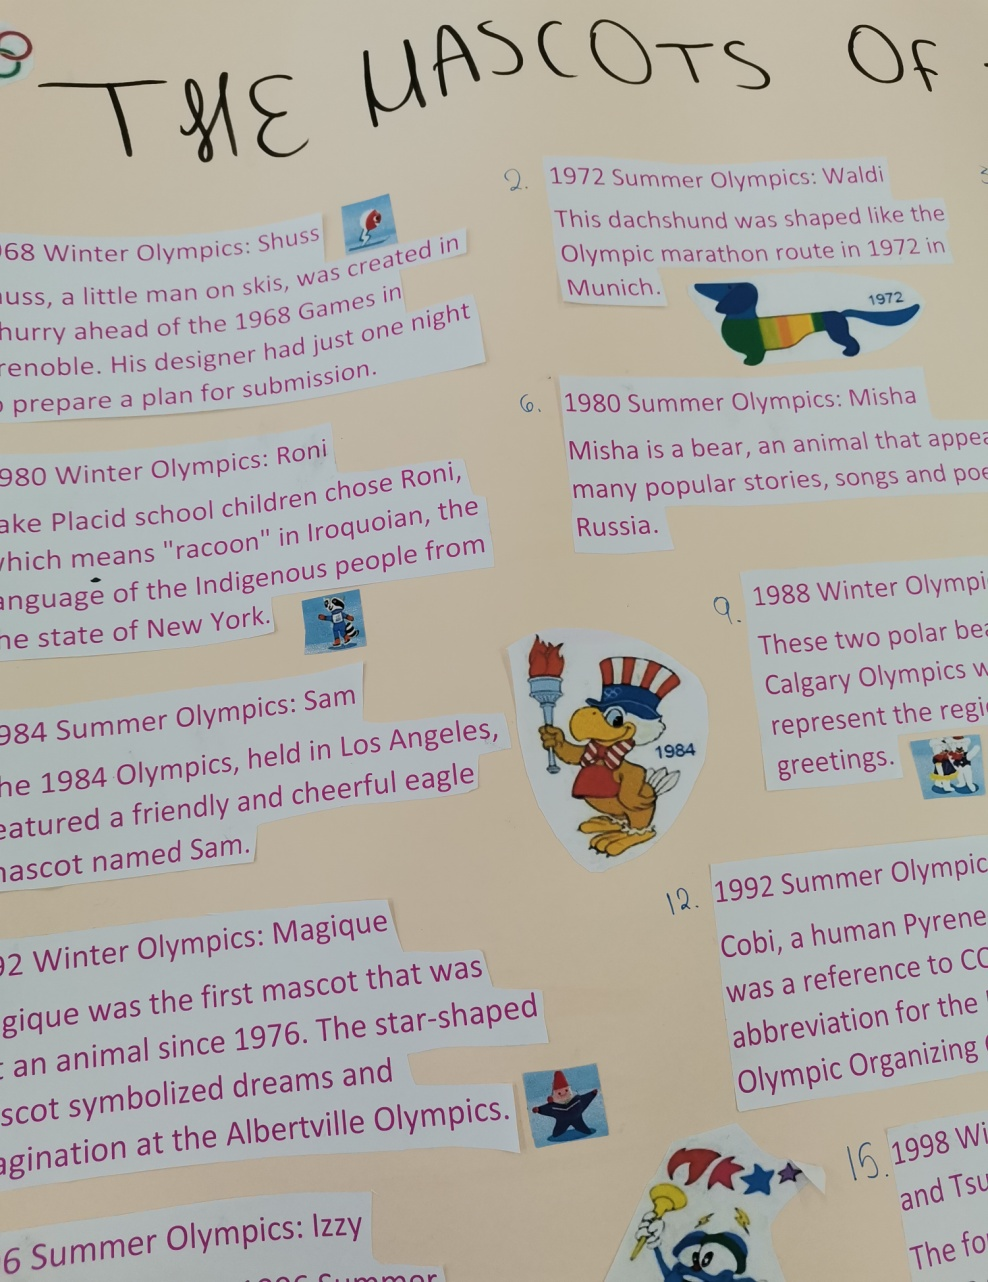 THE MASCOTS OF
68 Winter Olympics: Shuss
uss, a little man on skis, was created in
hurry ahead of the 1968 Games in
renoble. His designer had just one night
prepare a plan for submission.
2. 1972 Summer Olympics: Waldi
This dachshund was shaped like the
Olympic marathon route in 1972 in
Munich.
1972
980 Winter Olympics: Roni
ake Placid school children chose Roni,
which means "racoon" in Iroquoian, the
anguage of the Indigenous people from
he state of New York.
6. 1980 Summer Olympics: Misha
Misha is a bear, an animal that appea
many popular stories, songs and poe
Russia.
984 Summer Olympics: Sam
he 1984 Olympics, held in Los Angeles,
eatured a friendly and cheerful eagle
mascot named Sam.
1984
9. 1988 Winter Olympi
These two polar bea
Calgary Olympics w
represent the regi
greetings.
92 Winter Olympics: Magique
gique was the first mascot that was
t an animal since 1976. The star-shaped
scot symbolized dreams and
agination at the Albertville Olympics.
12. 1992 Summer Olympic
Cobi, a human Pyrene
was a reference to CO
abbreviation for the
Olympic Organizing
6 Summer Olympics: Izzy
1996 Summer
15. 1998 Wi
and Tsu
The fo